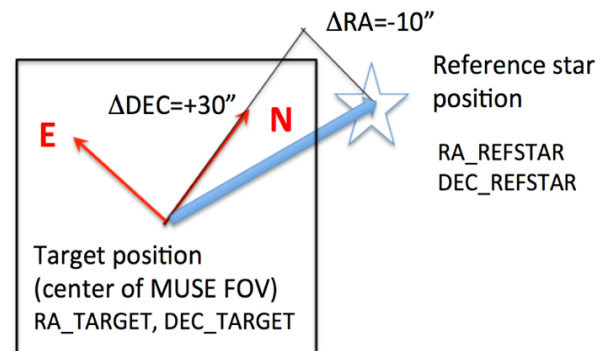 ΔRA=-10”
Reference star
position
ΔDEC=+30”
N
E
RA_REFSTAR
DEC_REFSTAR
Target position
(center of MUSE FOV)
RA_TARGET, DEC_TARGET